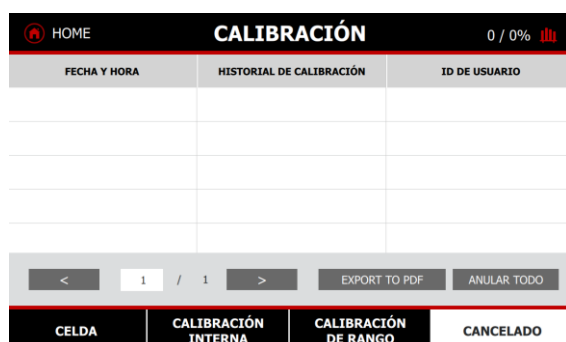 HOME CALIBRACIÓN 0 / 0%
FECHA Y HORA HISTORIAL DE CALIBRACIÓN ID DE USUARIO
< 1 / 1 > EXPORT TO PDF ANULAR TODO
CELDA CALIBRACIÓN INTERNA CALIBRACIÓN DE RANGO CANCELADO